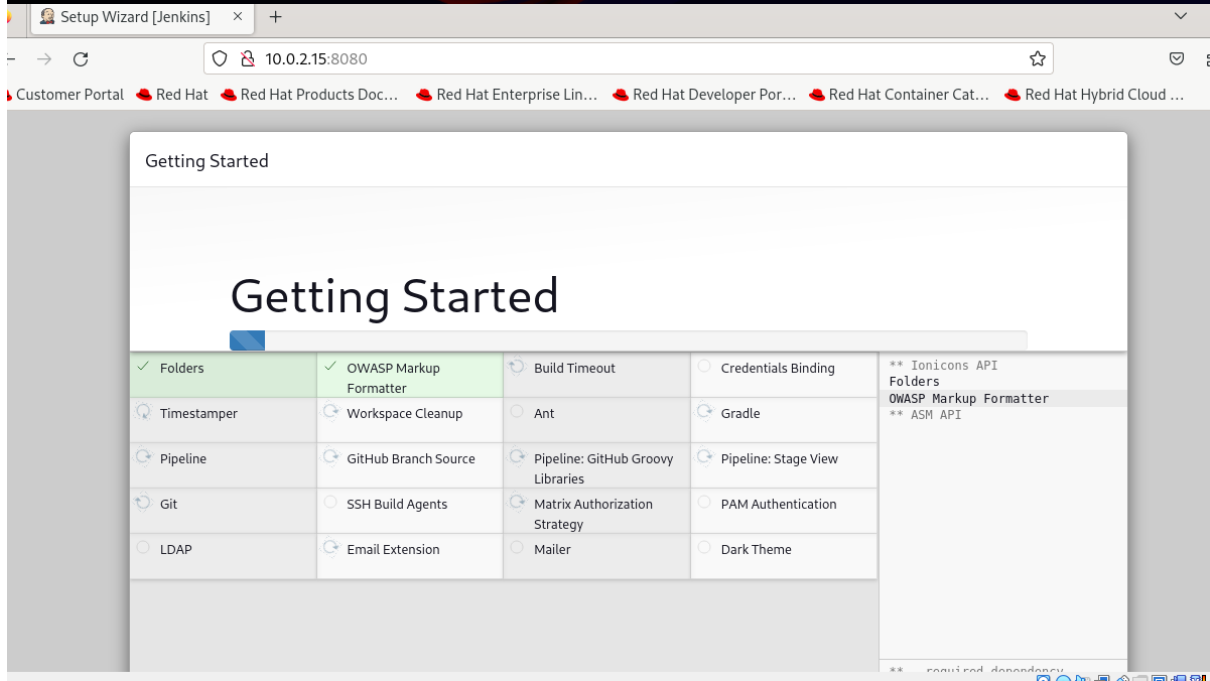 Setup Wizard [Jenkins]
10.0.2.15:8080
Customer Portal Red Hat Red Hat Products Doc... Red Hat Enterprise Lin... Red Hat Developer Por... Red Hat Container Cat... Red Hat Hybrid Cloud ...
Getting Started
Getting Started
Folders
OWASP Markup
Formatter
Build Timeout
Credentials Binding
Timestamper
Workspace Cleanup
Ant
Gradle
Pipeline
GitHub Branch Source
Pipeline: GitHub Groovy
Libraries
Pipeline: Stage View
Git
SSH Build Agents
Matrix Authorization
Strategy
PAM Authentication
LDAP
Email Extension
Mailer
Dark Theme
** Ionicons API
Folders
OWASP Markup Formatter
** ASM API
** - required dependency